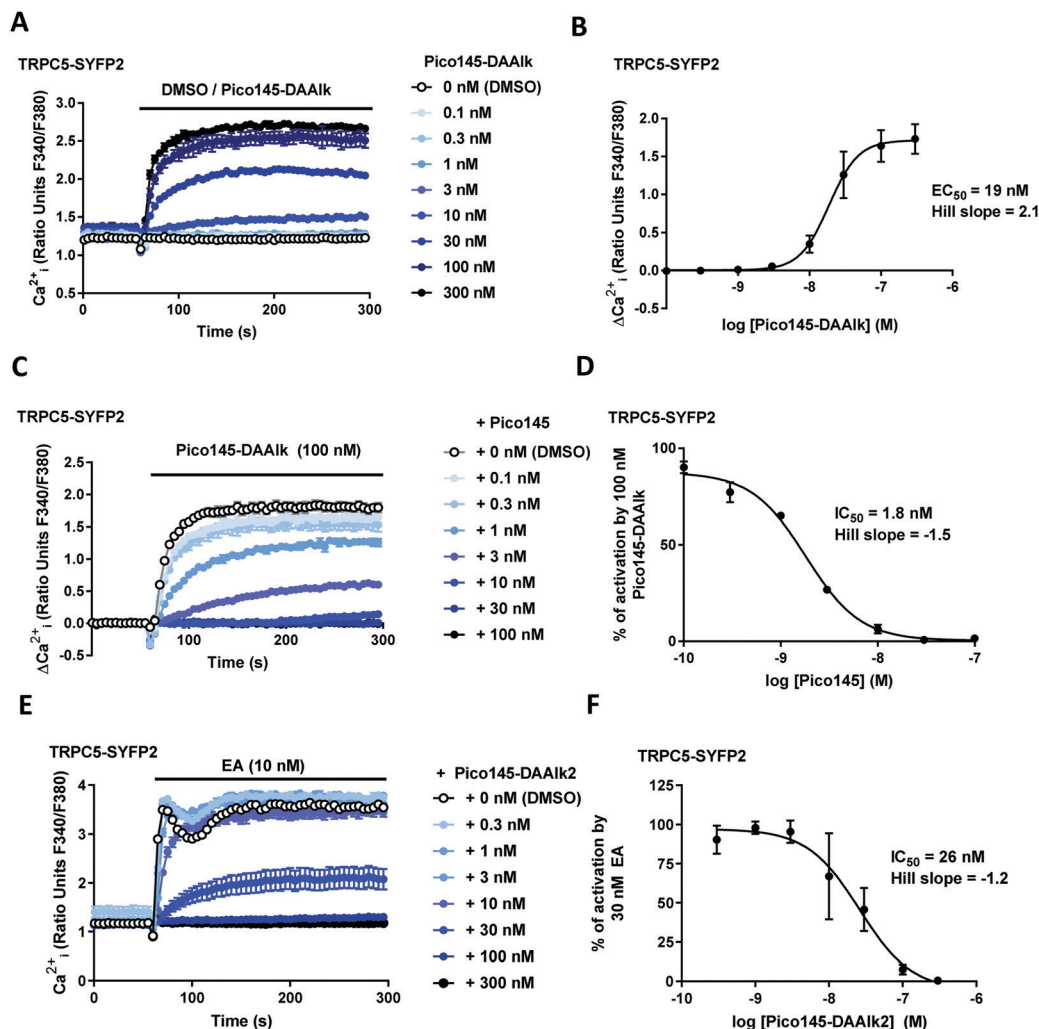 A
TRPC5-SYFP2
DMSO / Pico145-DAAlk
Ca²⁺ᵢ (Ratio Units F340/F380)
3.0
2.5
2.0
1.5
1.0
0.5
0
100
200
300
Time (s)
Pico145-DAAlk
0 nM (DMSO)
0.1 nM
0.3 nM
1 nM
3 nM
10 nM
30 nM
100 nM
300 nM
B
TRPC5-SYFP2
ΔCa²⁺ᵢ (Ratio Units F340/F380)
2.0
1.5
1.0
0.5
0.0
-0.5
-9
-8
-7
-6
log [Pico145-DAAlk] (M)
EC₅₀ = 19 nM
Hill slope = 2.1
C
TRPC5-SYFP2
Pico145-DAAlk (100 nM)
ΔCa²⁺ᵢ (Ratio Units F340/F380)
2.5
2.0
1.5
1.0
0.5
0.0
-0.5
100
200
300
Time (s)
+ Pico145
+ 0 nM (DMSO)
+ 0.1 nM
+ 0.3 nM
+ 1 nM
+ 3 nM
+ 10 nM
+ 30 nM
+ 100 nM
D
TRPC5-SYFP2
% of activation by 100 nM
Pico145-DAAlk
100
50
0
-10
-9
-8
-7
log [Pico145] (M)
IC₅₀ = 1.8 nM
Hill slope = -1.5
E
TRPC5-SYFP2
EA (10 nM)
Ca²⁺ᵢ (Ratio Units F340/F380)
4
3
2
1
0
0
100
200
300
Time (s)
+ Pico145-DAAlk2
+ 0 nM (DMSO)
+ 0.3 nM
+ 1 nM
+ 3 nM
+ 10 nM
+ 30 nM
+ 100 nM
+ 300 nM
F
TRPC5-SYFP2
% of activation by
30 nM EA
125
100
75
50
25
0
-10
-9
-8
-7
-6
log [Pico145-DAAlk2] (M)
IC₅₀ = 26 nM
Hill slope = -1.2